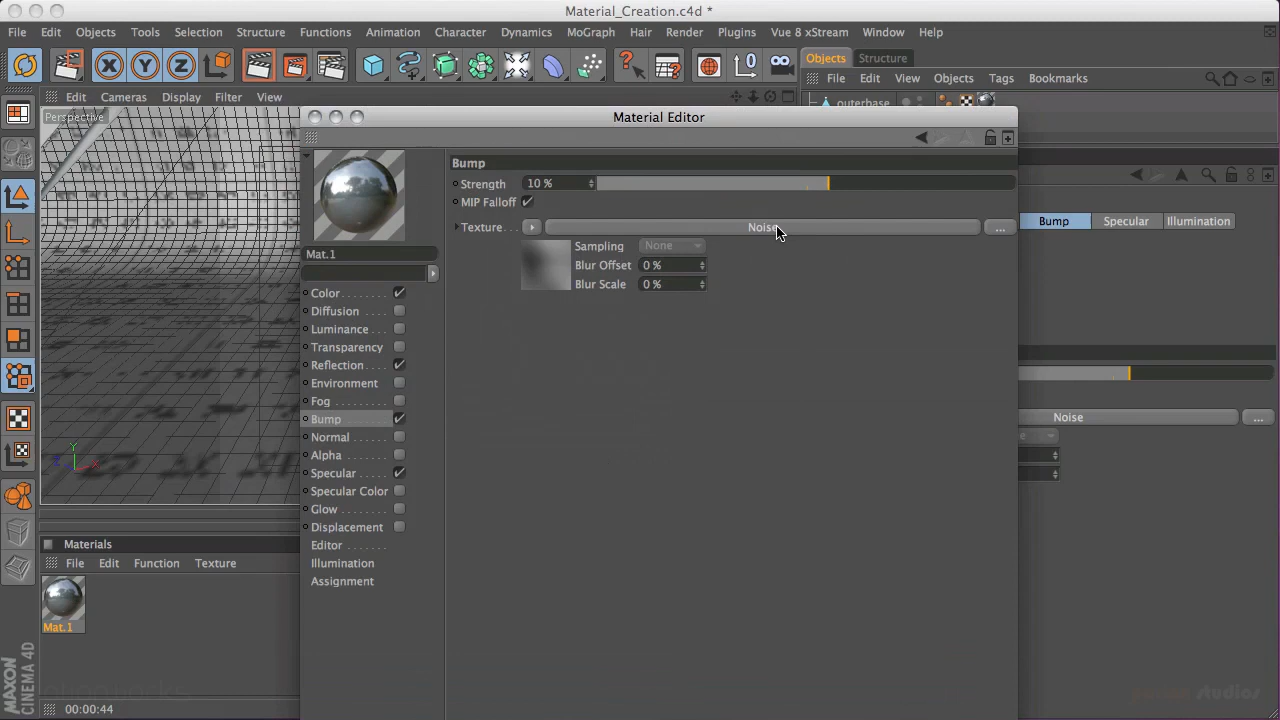 Material_Creation.c4d *
File Edit Objects Tools Selection Structure Functions Animation Character Dynamics MoGraph Hair Render Plugins Vue 8 xStream Window Help
Objects Structure
File Edit View Objects Tags Bookmarks
Edit Cameras Display Filter View
outerbase
Perspective
Material Editor
Bump
Strength 10 %
MIP Falloff
Texture. . . Noise ...
Sampling None
Blur Offset 0 %
Blur Scale 0 %
Mat.1
Color
Diffusion
Luminance
Transparency
Reflection
Environment
Fog
Bump
Normal
Alpha
Specular
Specular Color
Glow
Displacement
Editor
Illumination
Assignment
Bump Specular Illumination
Noise ...
Materials
File Edit Function Texture
Mat.1
MAXON
CINEMA 4D
00:00:44
X Y Z
Y
X
Z
studios